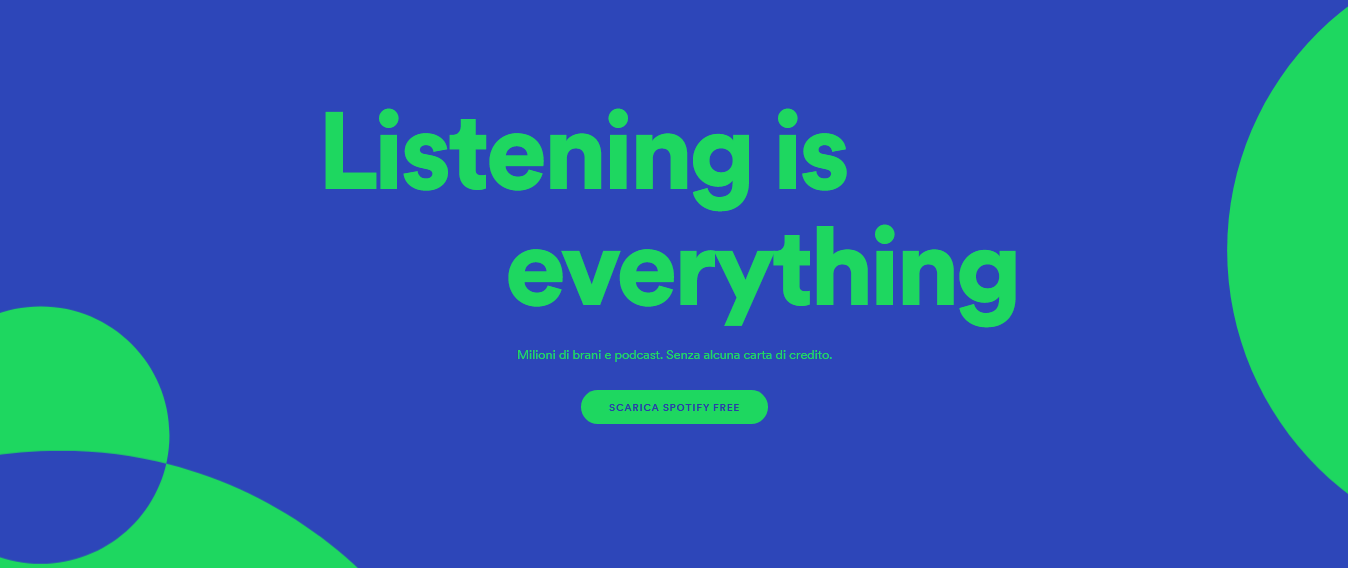 Listening is
everything
Milioni di brani e podcast. Senza alcuna carta di credito.
SCARICA SPOTIFY FREE